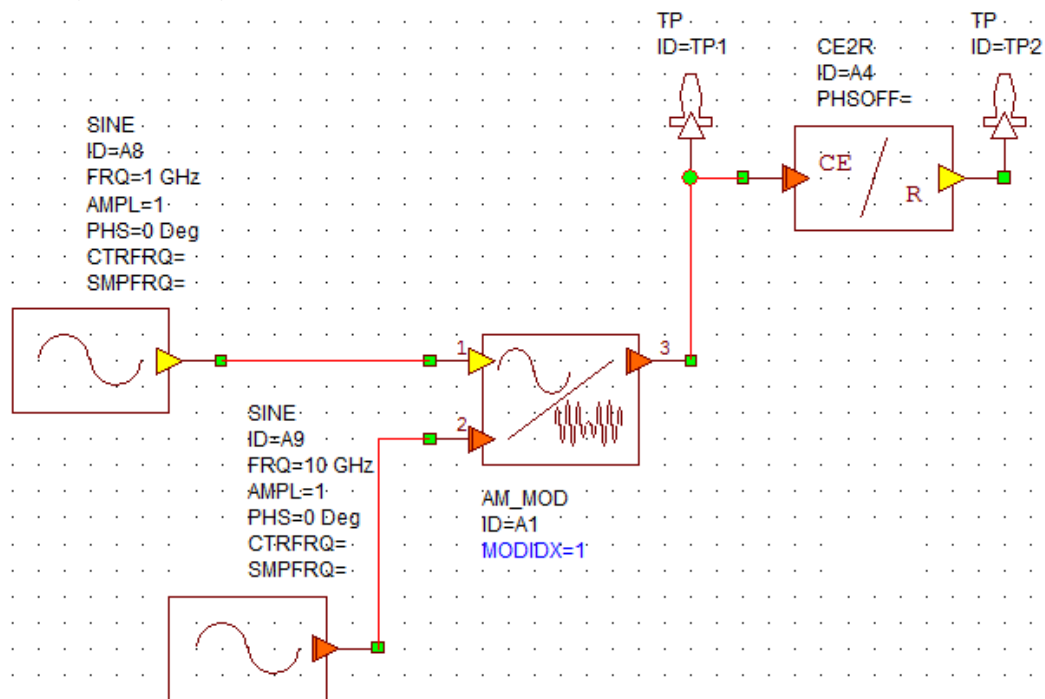 TP
ID=TP1
CE2R
ID=A4
PHSOFF=
TP
ID=TP2
CE
R
SINE
ID=A8
FRQ=1 GHz
AMPL=1
PHS=0 Deg
CTRFRQ=
SMPFRQ=
1
2
3
SINE
ID=A9
FRQ=10 GHz
AMPL=1
PHS=0 Deg
CTRFRQ=
SMPFRQ=
AM_MOD
ID=A1
MODIDX=1